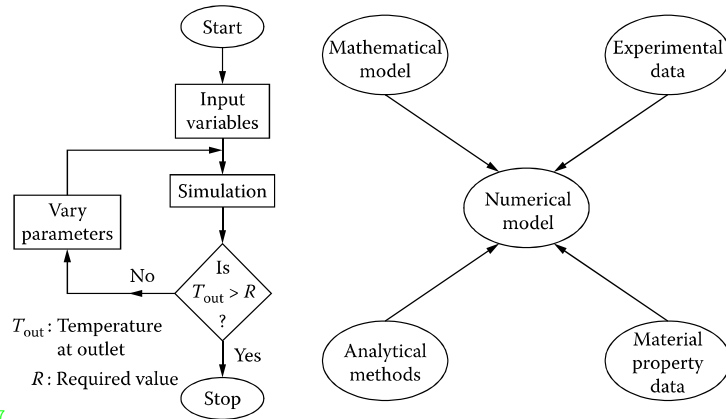 Start
Input
variables
Simulation
Vary
parameters
Is
T_out > R
?
No
Yes
Stop
T_out: Temperature
at outlet
R: Required value
Mathematical
model
Experimental
data
Numerical
model
Analytical
methods
Material
property
data